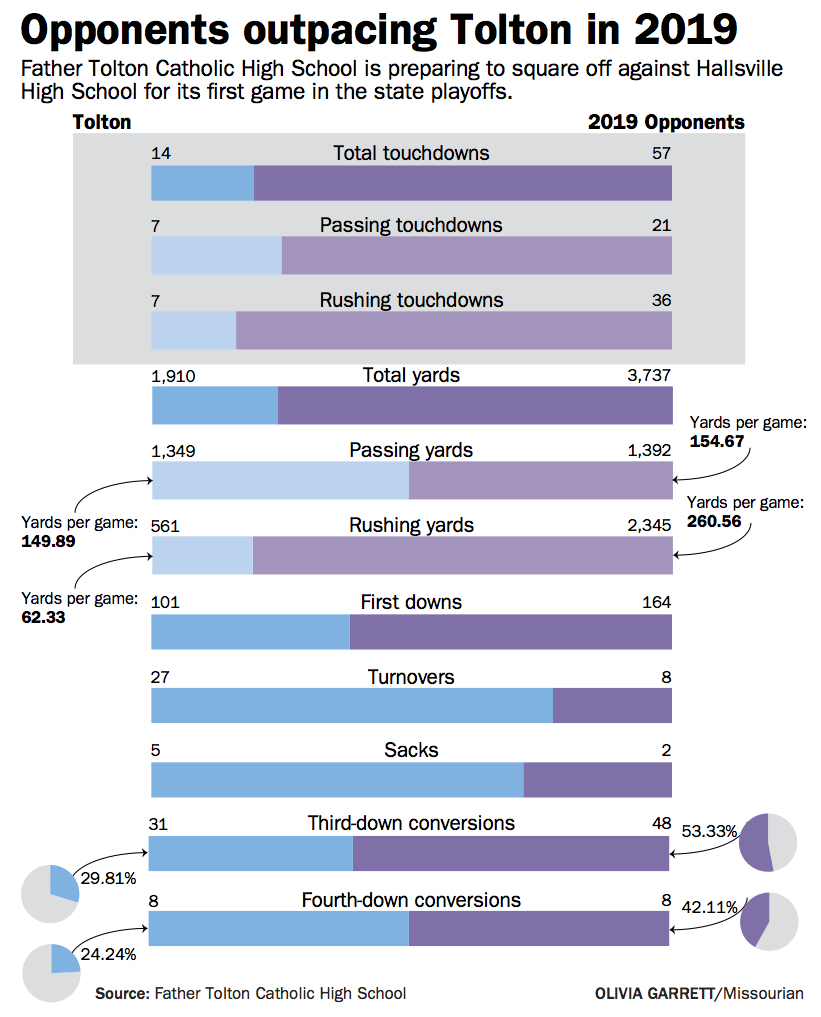 Opponents outpacing Tolton in 2019
Father Tolton Catholic High School is preparing to square off against Hallsville
High School for its first game in the state playoffs.
Tolton 2019 Opponents
14 Total touchdowns 57
7 Passing touchdowns 21
7 Rushing touchdowns 36
1,910 Total yards 3,737
Yards per game:
154.67
1,349 Passing yards 1,392
Yards per game:
149.89
Yards per game:
260.56
561 Rushing yards 2,345
Yards per game:
62.33
101 First downs 164
27 Turnovers 8
5 Sacks 2
31 Third-down conversions 48
53.33%
29.81%
8 Fourth-down conversions 8
42.11%
24.24%
Source: Father Tolton Catholic High School OLIVIA GARRETT/Missourian